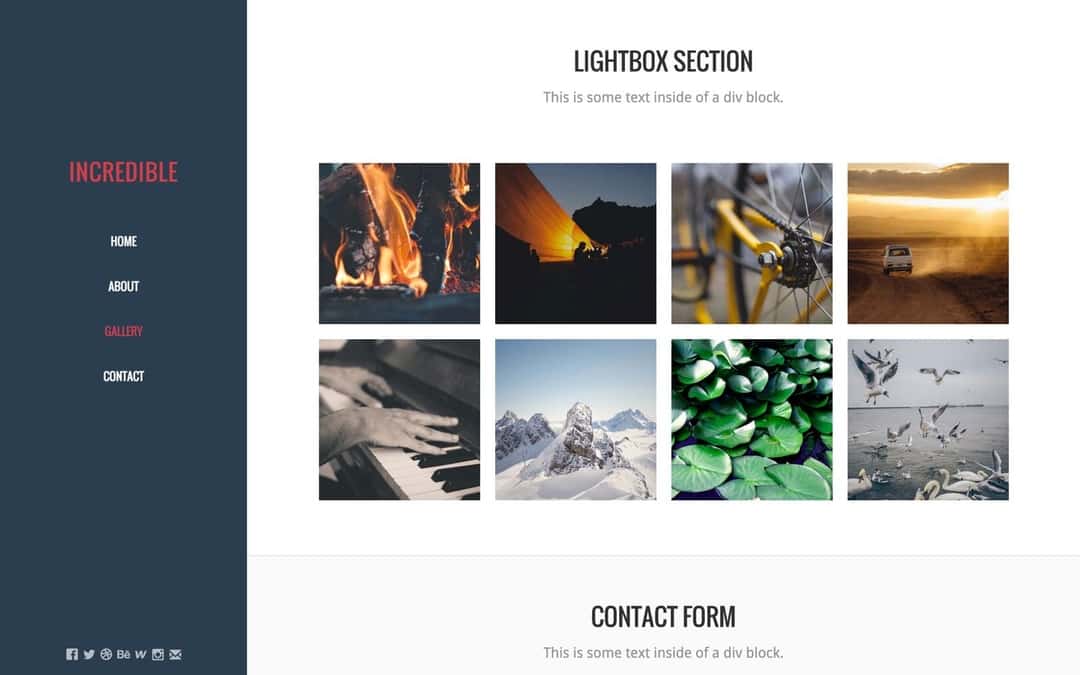 INCREDIBLE
HOME
ABOUT
GALLERY
CONTACT
LIGHTBOX SECTION
This is some text inside of a div block.
CONTACT FORM
This is some text inside of a div block.